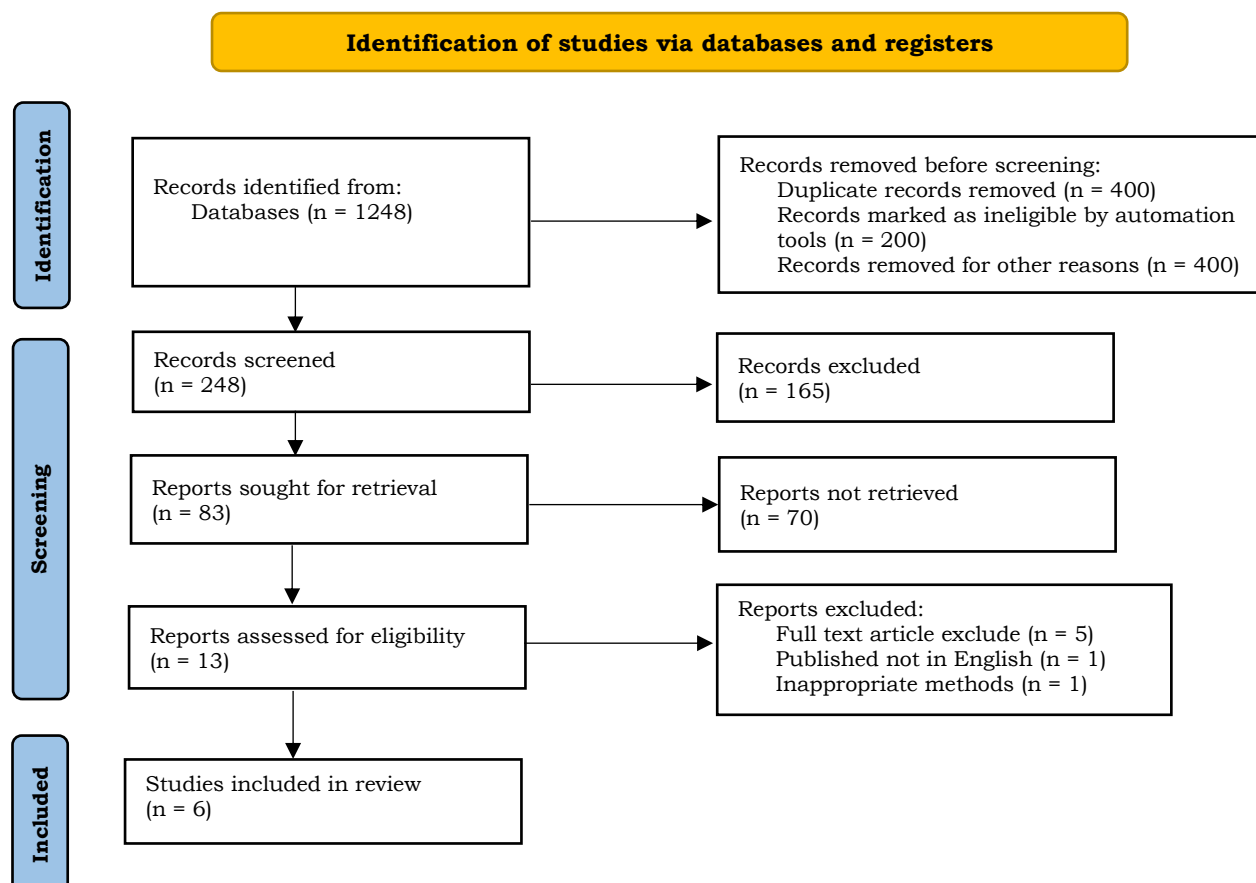 Identification of studies via databases and registers
Identification
Records identified from:
Databases (n = 1248)
Records removed before screening:
Duplicate records removed (n = 400)
Records marked as ineligible by automation
tools (n = 200)
Records removed for other reasons (n = 400)
Screening
Records screened
(n = 248)
Records excluded
(n = 165)
Reports sought for retrieval
(n = 83)
Reports not retrieved
(n = 70)
Reports assessed for eligibility
(n = 13)
Reports excluded:
Full text article exclude (n = 5)
Published not in English (n = 1)
Inappropriate methods (n = 1)
Included
Studies included in review
(n = 6)